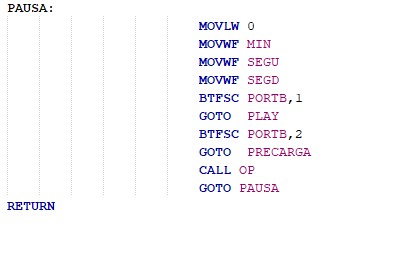 PAUSA:
MOVLW 0
MOVWF MIN
MOVWF SEGU
MOVWF SEGD
BTFSC PORTB,1
GOTO PLAY
BTFSC PORTB,2
GOTO PRECARGA
CALL OP
GOTO PAUSA
RETURN